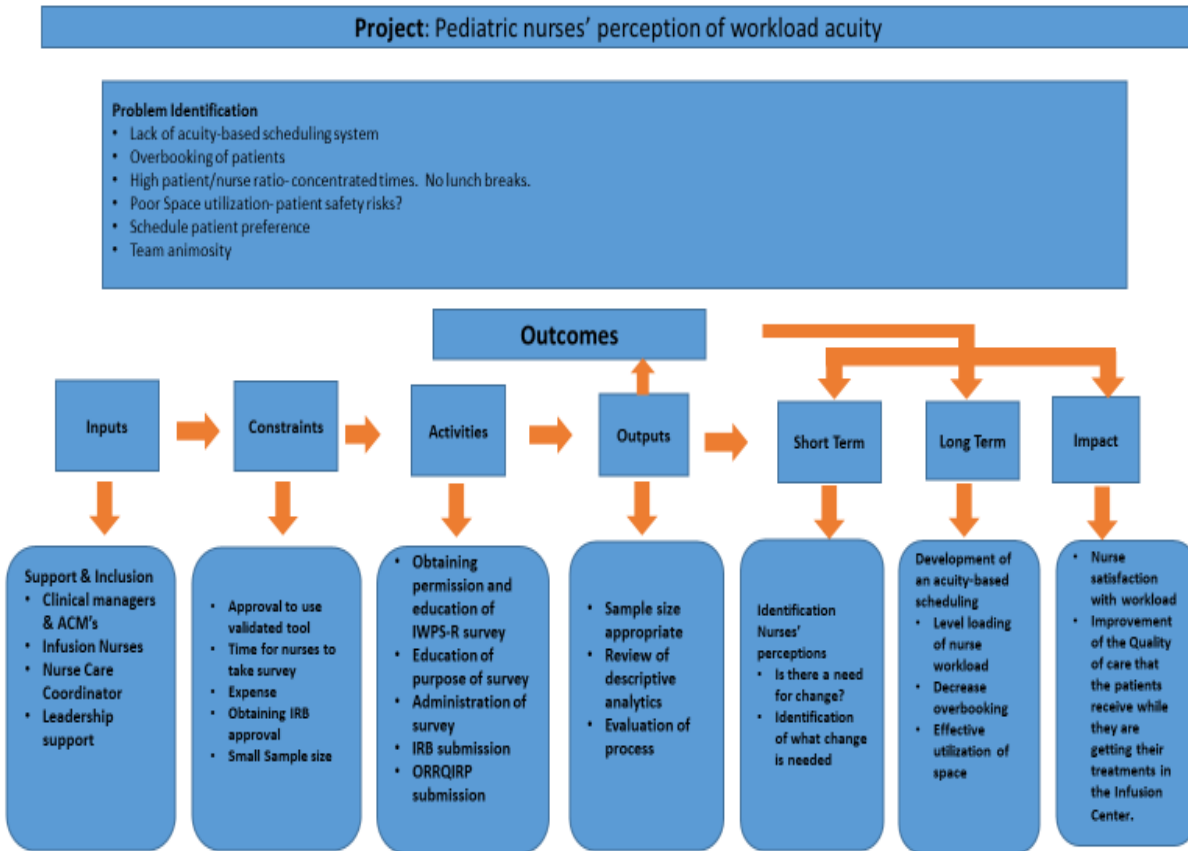 Project: Pediatric nurses' perception of workload acuity
Problem Identification
• Lack of acuity-based scheduling system
• Overbooking of patients
• High patient/nurse ratio- concentrated times. No lunch breaks.
• Poor Space utilization- patient safety risks?
• Schedule patient preference
• Team animosity
Outcomes
Inputs
Constraints
Activities
Outputs
Short Term
Long Term
Impact
Support & Inclusion
• Clinical managers
& ACM's
• Infusion Nurses
• Nurse Care
Coordinator
• Leadership
support
• Approval to use
validated tool
• Time for nurses to
take survey
• Expense
• Obtaining IRB
approval
• Small Sample size
• Obtaining
permission and
education of
IWPS-R survey
• Education of
purpose of survey
• Administration of
survey
• IRB submission
• ORRQIRP
submission
• Sample size
appropriate
• Review of
descriptive
analytics
• Evaluation of
process
Identification
Nurses'
perceptions
• Is there a need
for change?
• Identification
of what change
is needed
Development of
an acuity-based
scheduling
• Level loading
of nurse
workload
• Decrease
overbooking
• Effective
utilization of
space
• Nurse
satisfaction
with workload
• Improvement
of the Quality
of care that
the patients
receive while
they are
getting their
treatments in
the Infusion
Center.